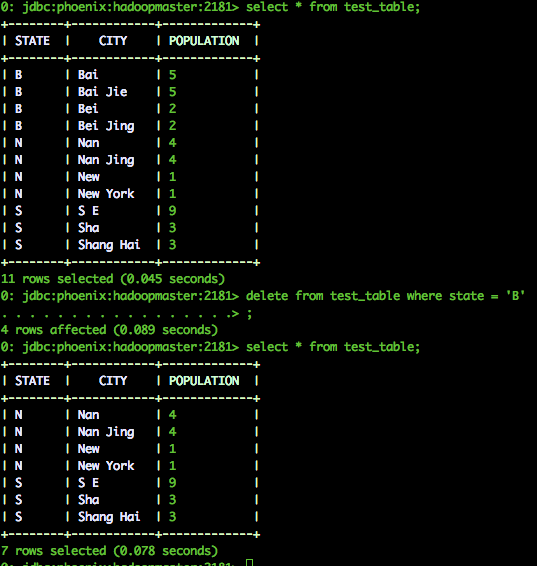 0: jdbc:phoenix:hadoopmaster:2181> select * from test_table;
+--------+-------------+-------------+
| STATE  |    CITY     | POPULATION  |
+--------+-------------+-------------+
| B      | Bai         | 5           |
| B      | Bai Jie     | 5           |
| B      | Bei         | 2           |
| B      | Bei Jing    | 2           |
| N      | Nan         | 4           |
| N      | Nan Jing    | 4           |
| N      | New         | 1           |
| N      | New York    | 1           |
| S      | S E         | 9           |
| S      | Sha         | 3           |
| S      | Shang Hai   | 3           |
+--------+-------------+-------------+
11 rows selected (0.045 seconds)
0: jdbc:phoenix:hadoopmaster:2181> delete from test_table where state = 'B'
. . . . . . . . . . . . . . . . . .> ;
4 rows affected (0.089 seconds)
0: jdbc:phoenix:hadoopmaster:2181> select * from test_table;
+--------+-------------+-------------+
| STATE  |    CITY     | POPULATION  |
+--------+-------------+-------------+
| N      | Nan         | 4           |
| N      | Nan Jing    | 4           |
| N      | New         | 1           |
| N      | New York    | 1           |
| S      | S E         | 9           |
| S      | Sha         | 3           |
| S      | Shang Hai   | 3           |
+--------+-------------+-------------+
7 rows selected (0.078 seconds)
0: jdbc:phoenix:hadoopmaster:2181>